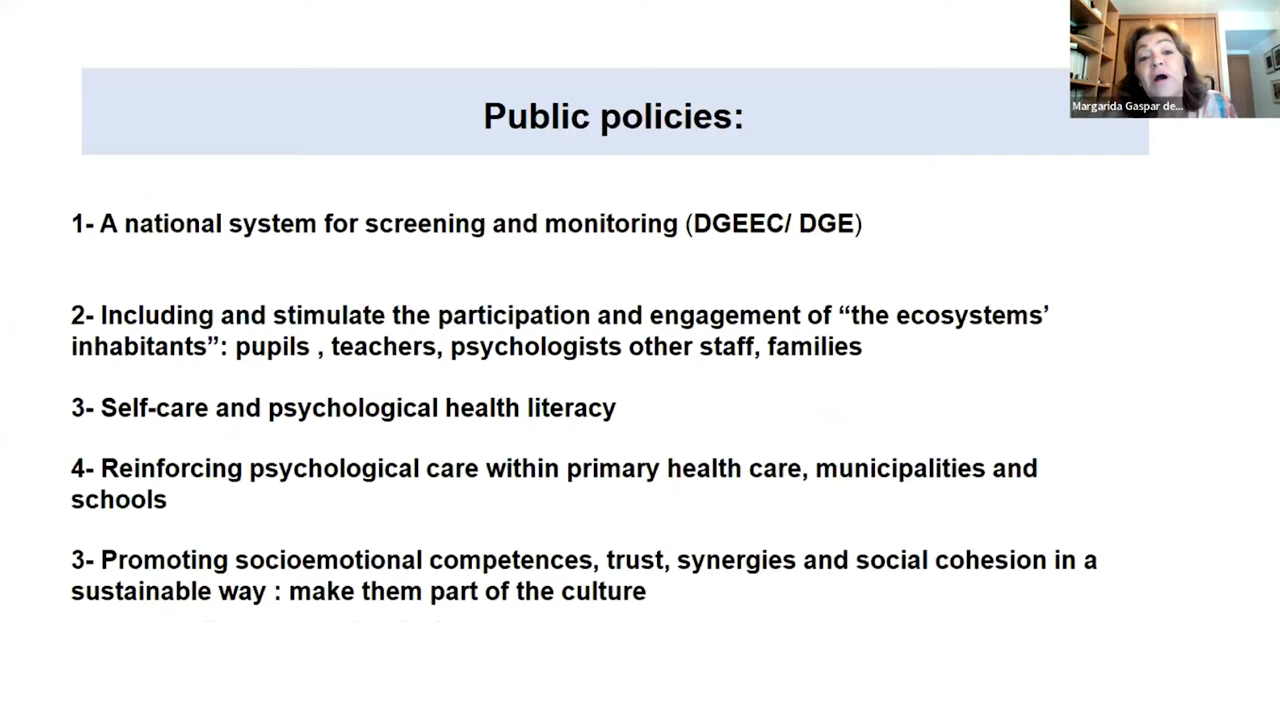 Public policies:
Margarida Gaspar de...
1- A national system for screening and monitoring (DGEEC/ DGE)
2- Including and stimulate the participation and engagement of “the ecosystems’
inhabitants”: pupils , teachers, psychologists other staff, families
3- Self-care and psychological health literacy
4- Reinforcing psychological care within primary health care, municipalities and
schools
3- Promoting socioemotional competences, trust, synergies and social cohesion in a
sustainable way : make them part of the culture